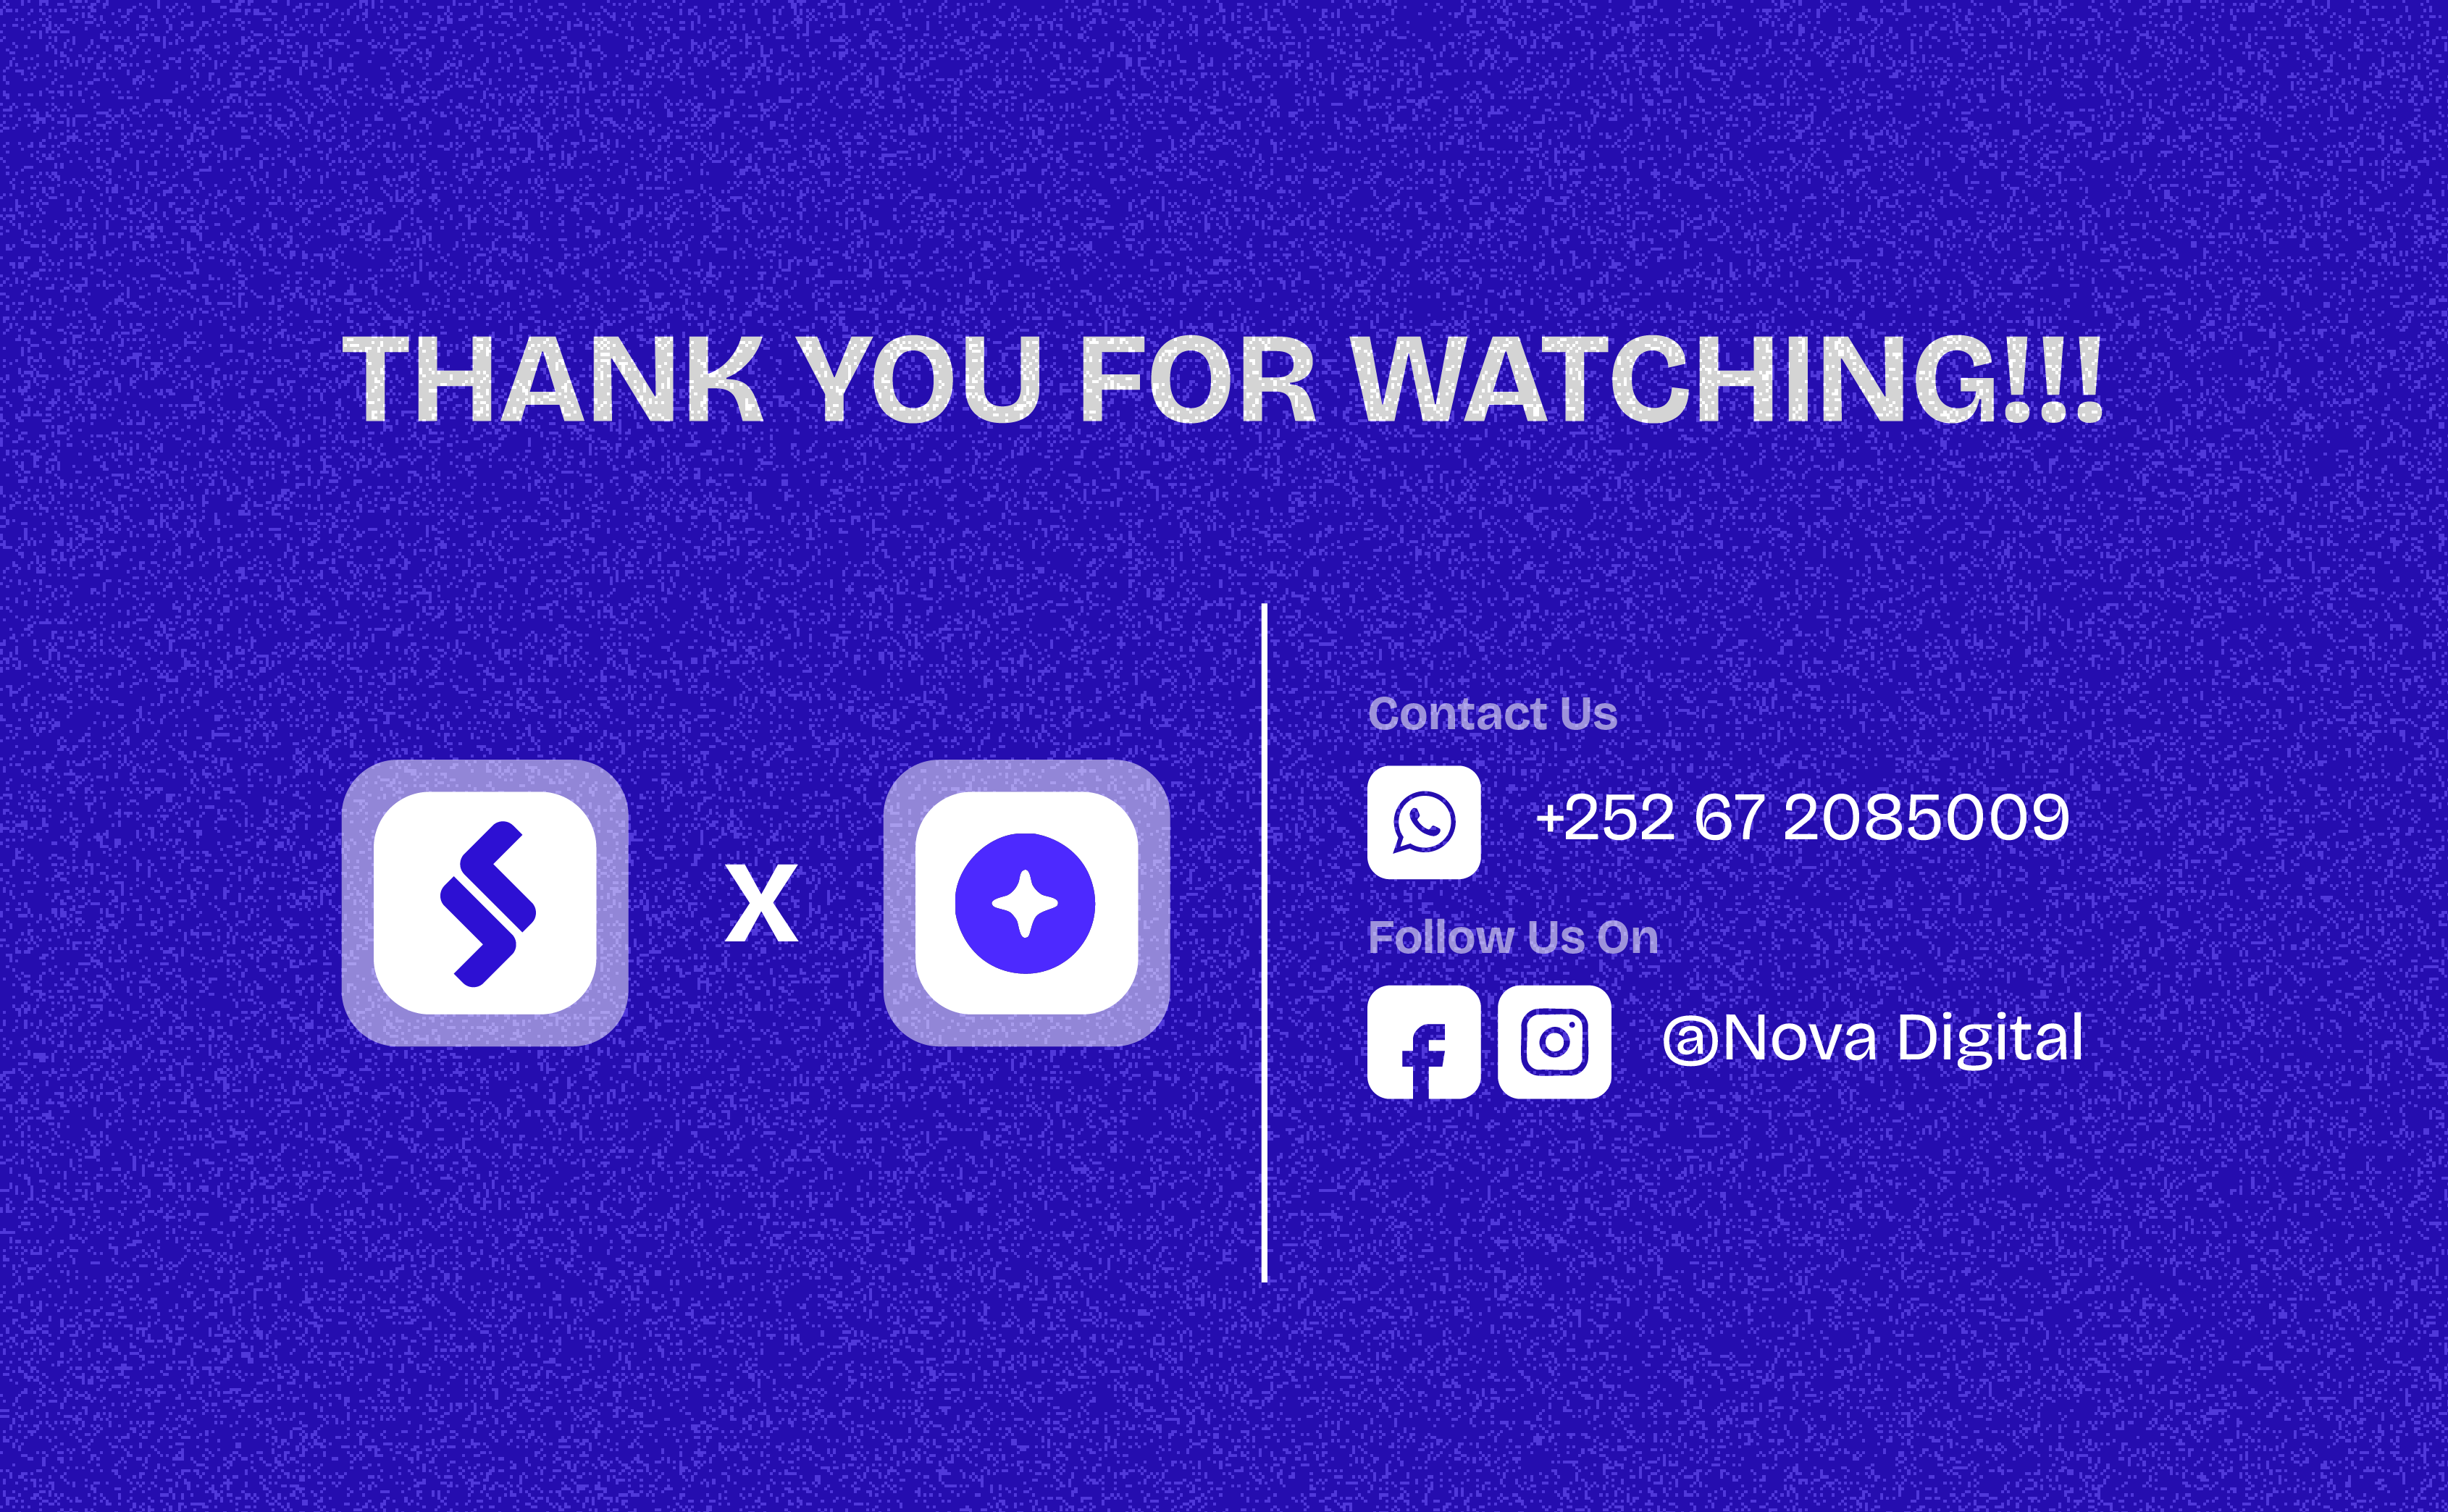 THANK YOU FOR WATCHING!!!
X
Contact Us
+252 67 2085009
Follow Us On
@Nova Digital